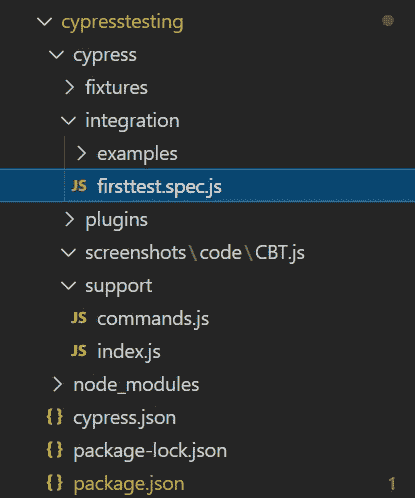 cypresstesting
cypress
fixtures
integration
examples
JS firsttest.spec.js
plugins
screenshots\code\CBT.js
support
JS commands.js
JS index.js
node_modules
{} cypress.json
{} package-lock.json
{} package.json 1